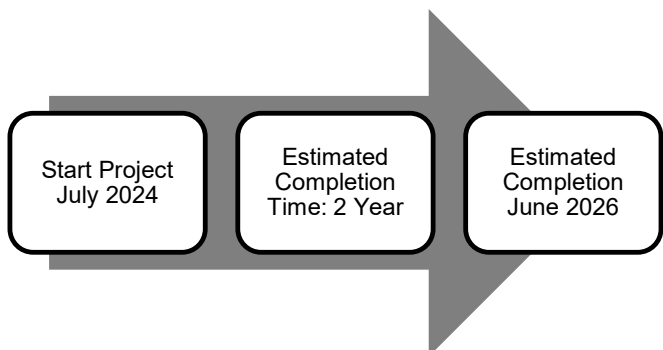 Start Project
July 2024
Estimated
Completion
Time: 2 Year
Estimated
Completion
June 2026